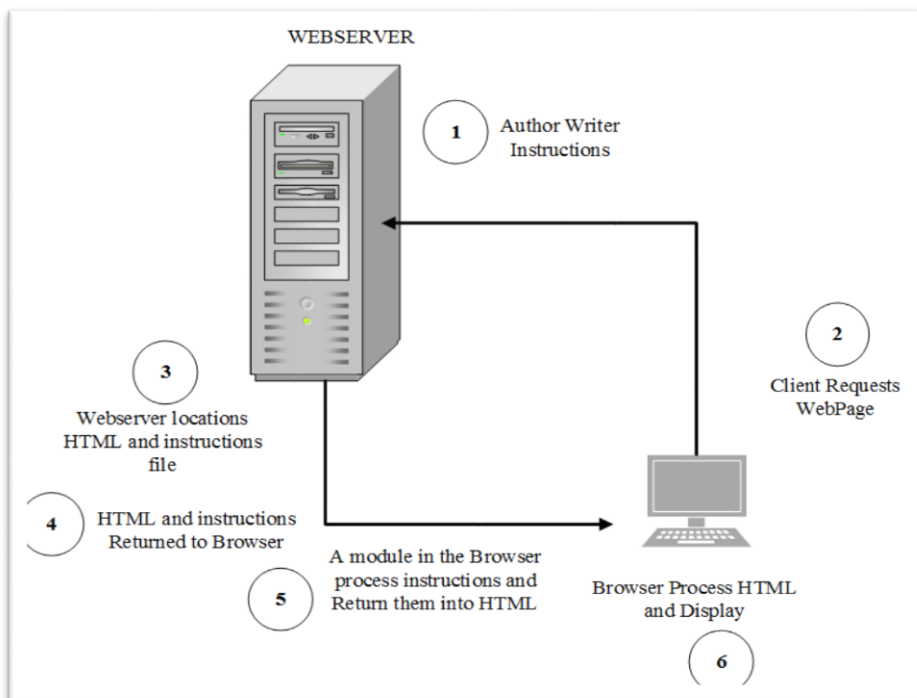 WEBSERVER
1
Author Writer
Instructions
2
Client Requests
WebPage
3
Webserver locations
HTML and instructions
file
4
HTML and instructions
Returned to Browser
5
A module in the Browser
process instructions and
Return them into HTML
Browser Process HTML
and Display
6